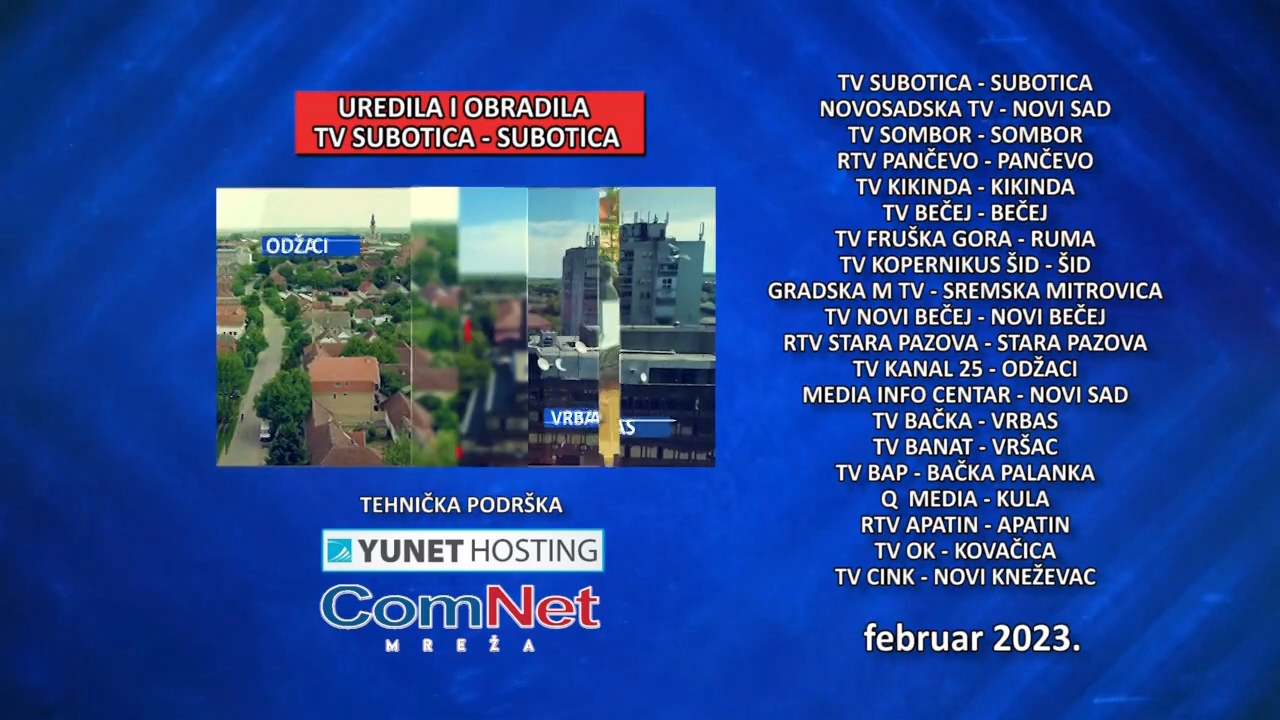 UREDILA I OBRADILA
TV SUBOTICA - SUBOTICA
ODŽACI
VRBA
AS
TEHNIČKA PODRŠKA
YUNET HOSTING
ComNet
MREŽA
TV SUBOTICA - SUBOTICA
NOVOSADSKA TV - NOVI SAD
TV SOMBOR - SOMBOR
RTV PANČEVO - PANČEVO
TV KIKINDA - KIKINDA
TV BEČEJ - BEČEJ
TV FRUŠKA GORA - RUMA
TV KOPERNIKUS ŠID - ŠID
GRADSKA M TV - SREMSKA MITROVICA
TV NOVI BEČEJ - NOVI BEČEJ
RTV STARA PAZOVA - STARA PAZOVA
TV KANAL 25 - ODŽACI
MEDIA INFO CENTAR - NOVI SAD
TV BAČKA - VRBAS
TV BANAT - VRŠAC
TV BAP - BAČKA PALANKA
Q  MEDIA - KULA
RTV APATIN - APATIN
TV OK - KOVAČICA
TV CINK - NOVI KNEŽEVAC
februar 2023.